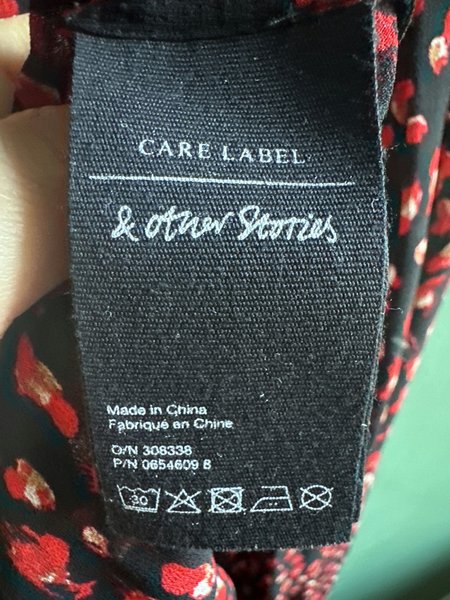 CARE LABEL
& other Stories
Made in China
Fabriqué en Chine
O/N 308338
P/N 0654609 8
30